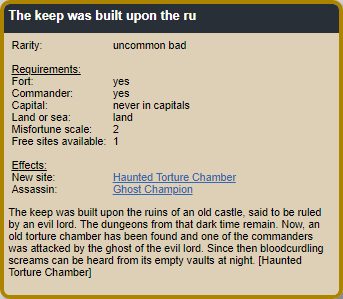 The keep was built upon the ru
Rarity: uncommon bad
Requirements:
Fort: yes
Commander: yes
Capital: never in capitals
Land or sea: land
Misfortune scale: 2
Free sites available: 1
Effects:
New site: Haunted Torture Chamber
Assassin: Ghost Champion
The keep was built upon the ruins of an old castle, said to be ruled
by an evil lord. The dungeons from that dark time remain. Now, an
old torture chamber has been found and one of the commanders
was attacked by the ghost of the evil lord. Since then bloodcurdling
screams can be heard from its empty vaults at night. [Haunted
Torture Chamber]